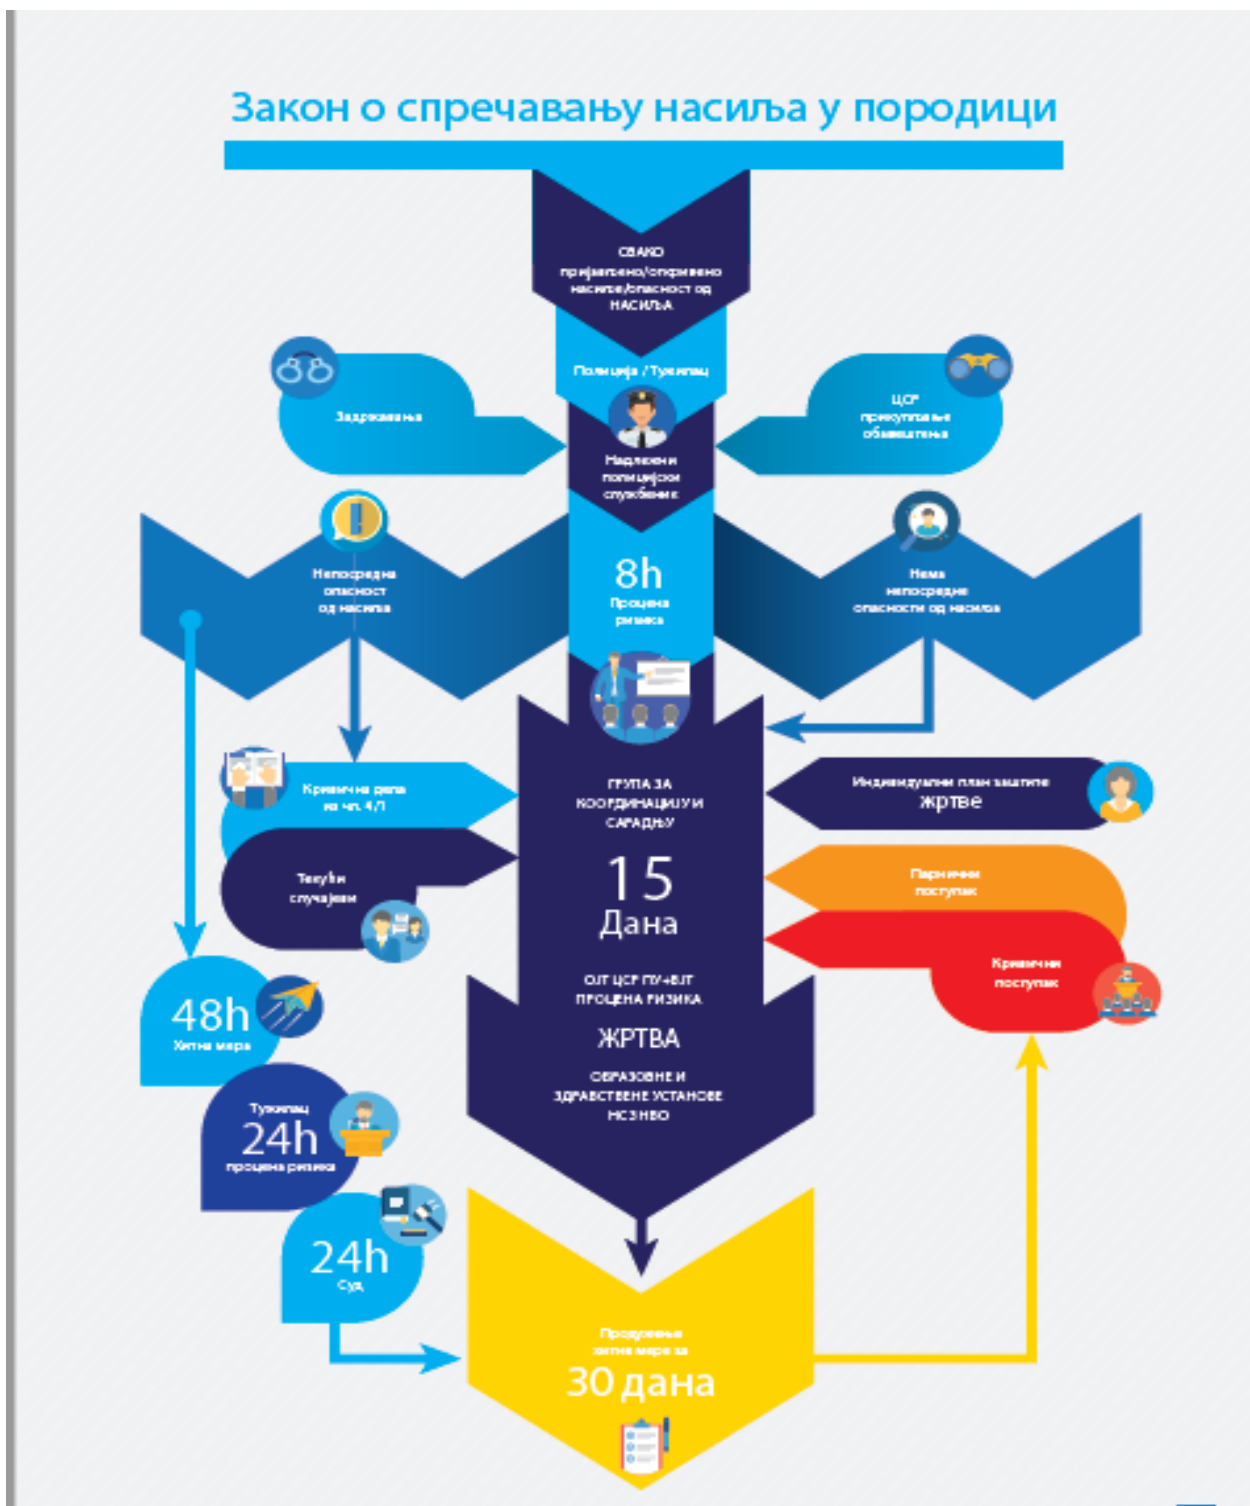 Закон о спречавању насиља у породици
СВАКО
пријављено/откривено
насиље/опасност од
НАСИЉА
Полиција / Тужилац
Задржавања
ЦСР
прикупљање
обавештења
Надлежни
полицијски
службеник
Непосредна
опасност
од насиља
8h
Процена
ризика
Нема
непосредне
опасности од насиља
Кривична дела
из чл. 4/1
Текући
случајеви
ГРУПА ЗА
КООРДИНАЦИЈУ И
САРАДЊУ
15
Дана
ОЈТ ЦСР ПУ+ВЈТ
ПРОЦЕНА РИЗИКА
ЖРТВА
ОБРАЗОВНЕ И
ЗДРАВСТВЕНЕ УСТАНОВЕ
НСЗ НВО
Индивидуални план заштите
жртве
Парнични
поступак
Кривични
поступак
48h
Хитна мера
Тужилац
24h
процена ризика
24h
Суд
Продужење
хитне мере за
30 дана